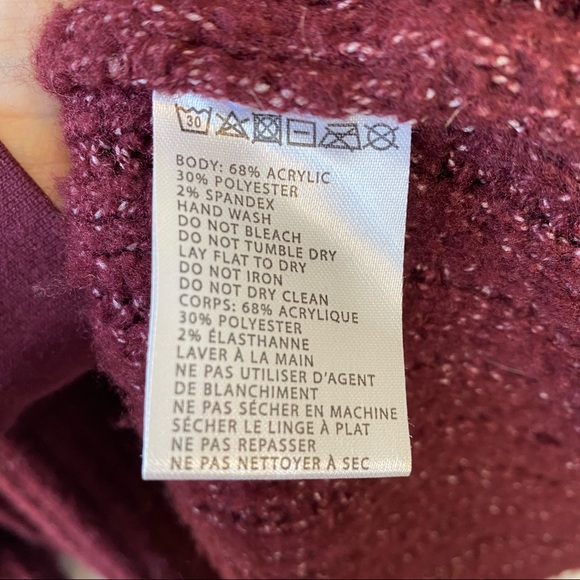 30
BODY: 68% ACRYLIC
30% POLYESTER
2% SPANDEX
HAND WASH
DO NOT BLEACH
DO NOT TUMBLE DRY
LAY FLAT TO DRY
DO NOT IRON
DO NOT DRY CLEAN
CORPS: 68% ACRYLIQUE
30% POLYESTER
2% ÉLASTHANNE
LAVER À LA MAIN
NE PAS UTILISER D'AGENT
DE BLANCHIMENT
NE PAS SÉCHER EN MACHINE
SÉCHER LE LINGE À PLAT
NE PAS REPASSER
NE PAS NETTOYER À SEC